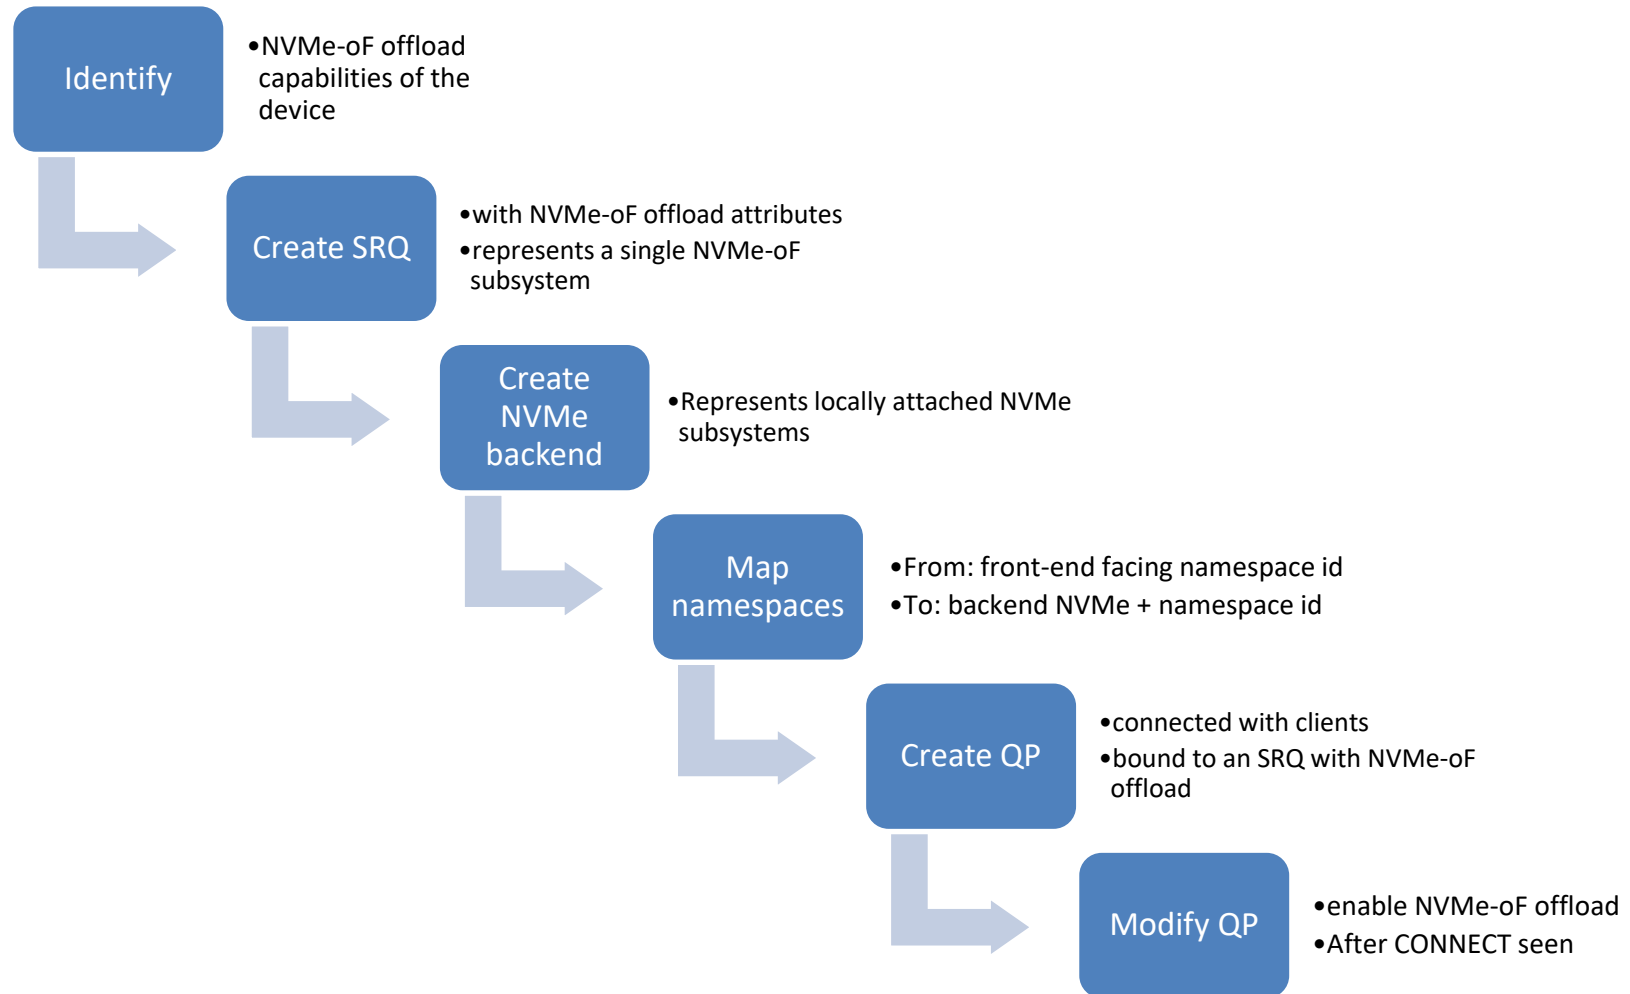 Identify
•NVMe-oF offload
capabilities of the
device
Create SRQ
•with NVMe-oF offload attributes
•represents a single NVMe-oF
subsystem
Create
NVMe
backend
•Represents locally attached NVMe
subsystems
Map
namespaces
•From: front-end facing namespace id
•To: backend NVMe + namespace id
Create QP
•connected with clients
•bound to an SRQ with NVMe-oF
offload
Modify QP
•enable NVMe-oF offload
•After CONNECT seen